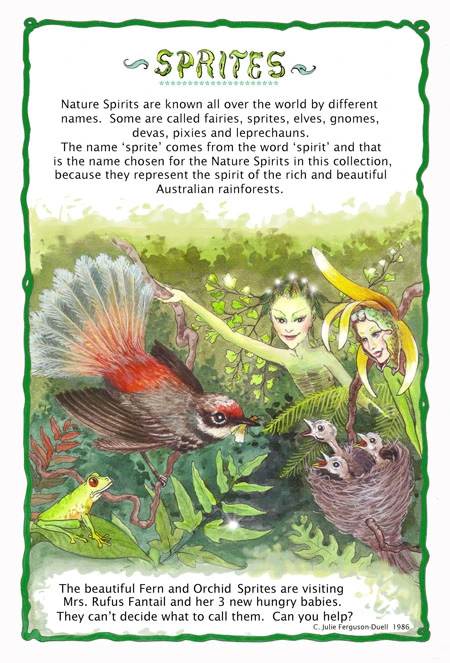 SPRITES
Nature Spirits are known all over the world by different
names. Some are called fairies, sprites, elves, gnomes,
devas, pixies and leprechauns.
The name ‘sprite’ comes from the word ‘spirit’ and that
is the name chosen for the Nature Spirits in this collection,
because they represent the spirit of the rich and beautiful
Australian rainforests.
The beautiful Fern and Orchid Sprites are visiting
Mrs. Rufus Fantail and her 3 new hungry babies.
They can’t decide what to call them. Can you help?
C. Julie Ferguson-Duell 1986